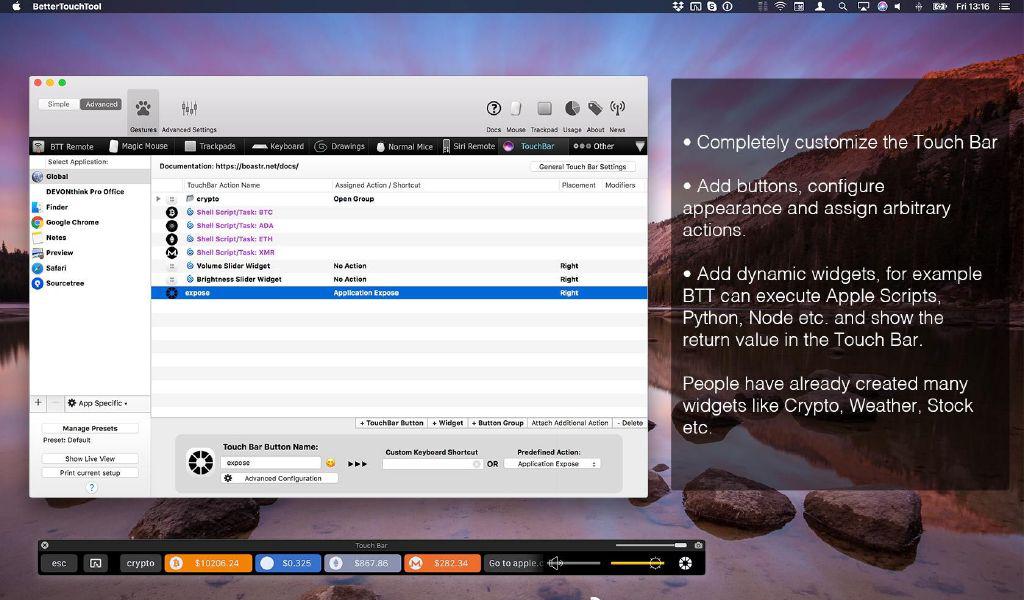 BetterTouchTool
Fri 13:16
Simple
Advanced
Gestures
Advanced Settings
Docs
Mouse
Trackpad
Usage
About
News
BTT Remote
Magic Mouse
Trackpads
Keyboard
Drawings
Normal Mice
Siri Remote
TouchBar
Other
Select Application:
Global
DEVONthink Pro Office
Finder
Google Chrome
Notes
Preview
Safari
Sourcetree
Documentation: https://boastr.net/docs/
General Touch Bar Settings
TouchBar Action Name
Assigned Action / Shortcut
Placement
Modifiers
crypto
Open Group
Shell Script/Task: BTC
Shell Script/Task: ADA
Shell Script/Task: ETH
Shell Script/Task: XMR
Volume Slider Widget
No Action
Right
Brightness Slider Widget
No Action
Right
expose
Application Expose
Right
+
App Specific
+ TouchBar Button
+ Widget
+ Button Group
Attach Additional Action
- Delete
Manage Presets
Preset: Default
Show Live View
Print current setup
?
Touch Bar Button Name:
expose
Advanced Configuration
Custom Keyboard Shortcut
OR
Predefined Action:
Application Expose
• Completely customize the Touch Bar
• Add buttons, configure
appearance and assign arbitrary
actions.
• Add dynamic widgets, for example
BTT can execute Apple Scripts,
Python, Node etc. and show the
return value in the Touch Bar.
People have already created many
widgets like Crypto, Weather, Stock
etc.
Touch Bar
esc
crypto
$10206.24
$0.325
$867.86
$282.34
Go to apple.c